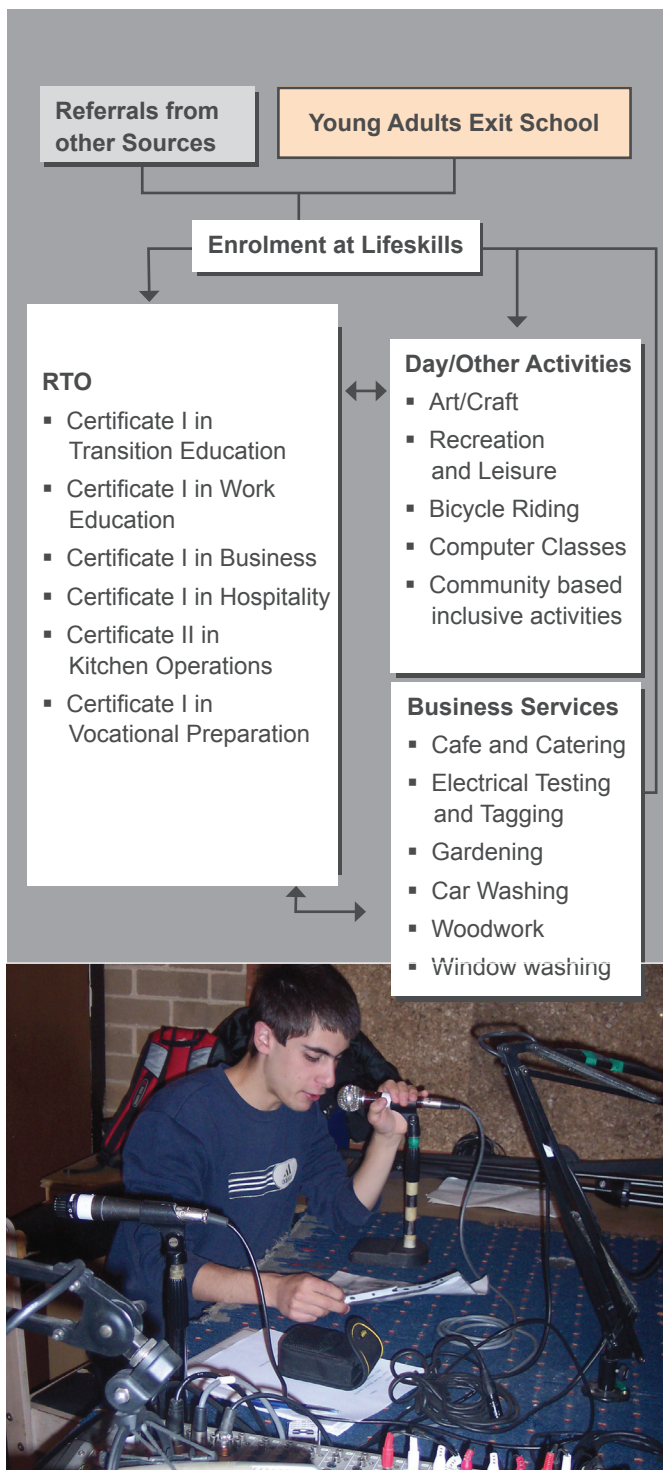 Referrals from
other Sources
Young Adults Exit School
Enrolment at Lifeskills
RTO
▪ Certificate I in
Transition Education
▪ Certificate I in Work
Education
▪ Certificate I in Business
▪ Certificate I in Hospitality
▪ Certificate II in
Kitchen Operations
▪ Certificate I in
Vocational Preparation
Day/Other Activities
▪ Art/Craft
▪ Recreation
and Leisure
▪ Bicycle Riding
▪ Computer Classes
▪ Community based
inclusive activities
Business Services
▪ Cafe and Catering
▪ Electrical Testing
and Tagging
▪ Gardening
▪ Car Washing
▪ Woodwork
▪ Window washing